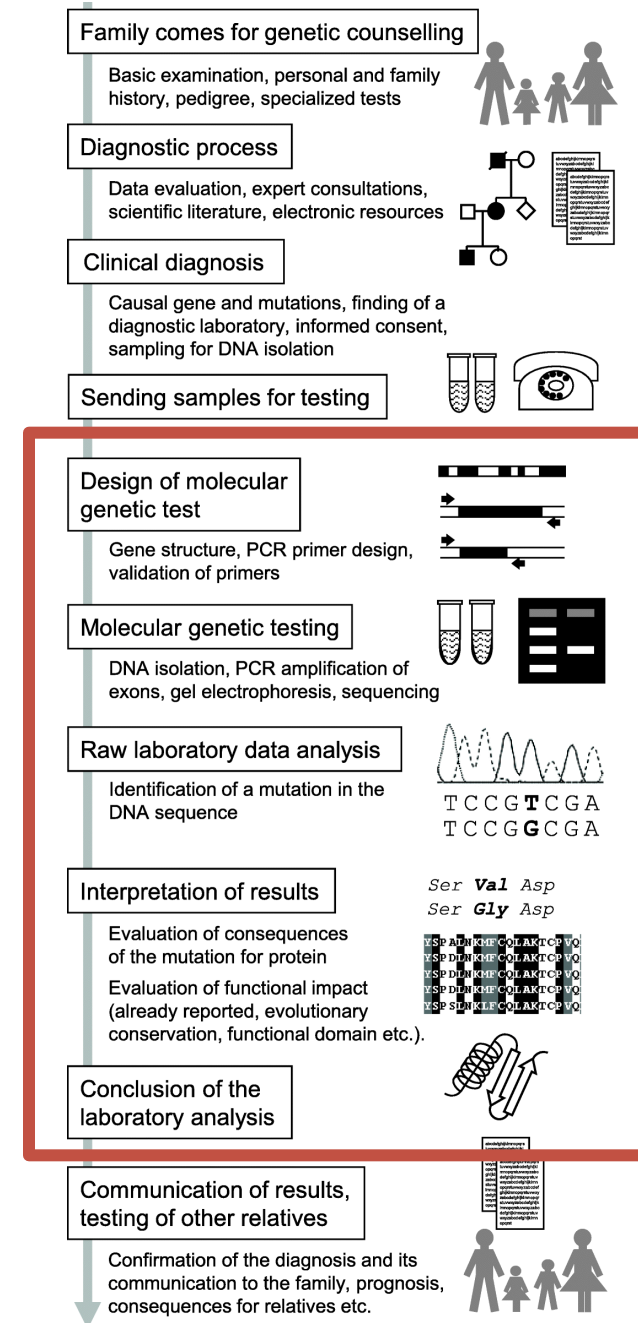 Family comes for genetic counselling
Basic examination, personal and family
history, pedigree, specialized tests
Diagnostic process
Data evaluation, expert consultations,
scientific literature, electronic resources
Clinical diagnosis
Causal gene and mutations, finding of a
diagnostic laboratory, informed consent,
sampling for DNA isolation
Sending samples for testing
Design of molecular
genetic test
Gene structure, PCR primer design,
validation of primers
Molecular genetic testing
DNA isolation, PCR amplification of
exons, gel electrophoresis, sequencing
Raw laboratory data analysis
Identification of a mutation in the
DNA sequence
TCCGTCGA
TCCGGCGA
Interpretation of results
Ser Val Asp
Ser Gly Asp
Evaluation of consequences
of the mutation for protein
Evaluation of functional impact
(already reported, evolutionary
conservation, functional domain etc.).
YSPALNKMFCQLAKTCPVQ
YSPDLNKMFCQLAKTCPVQ
YSPDLNKMFCQLAKTCPVQ
YSPDLNKMFCQLAKTCPVQ
YSPSLNKLFCQLAKTCPVQ
Conclusion of the
laboratory analysis
Communication of results,
testing of other relatives
Confirmation of the diagnosis and its
communication to the family, prognosis,
consequences for relatives etc.